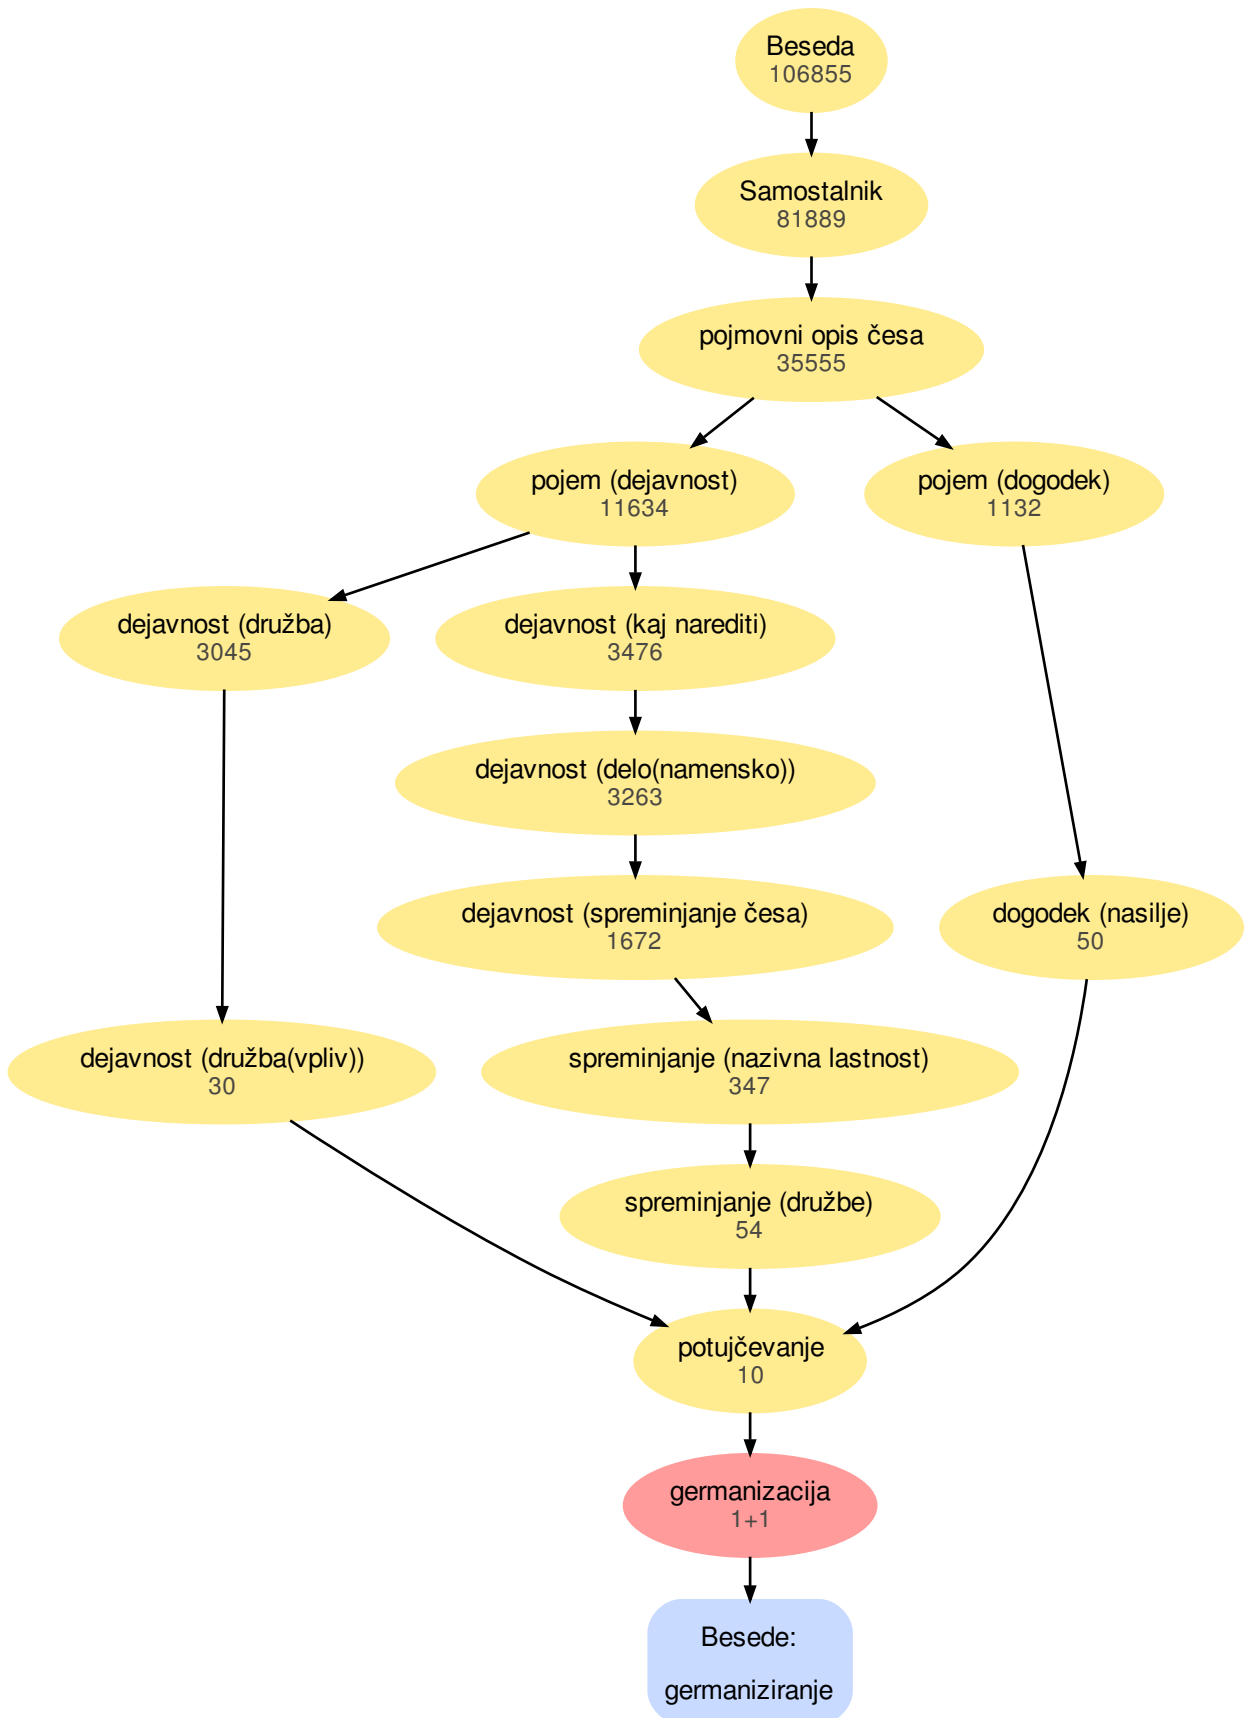 Beseda
106855
Samostalnik
81889
pojmovni opis česa
35555
pojem (dejavnost)
11634
pojem (dogodek)
1132
dejavnost (družba)
3045
dejavnost (kaj narediti)
3476
dejavnost (delo(namensko))
3263
dejavnost (spreminjanje česa)
1672
dogodek (nasilje)
50
dejavnost (družba(vpliv))
30
spreminjanje (nazivna lastnost)
347
spreminjanje (družbe)
54
potujčevanje
10
germanizacija
1+1
Besede:
germaniziranje